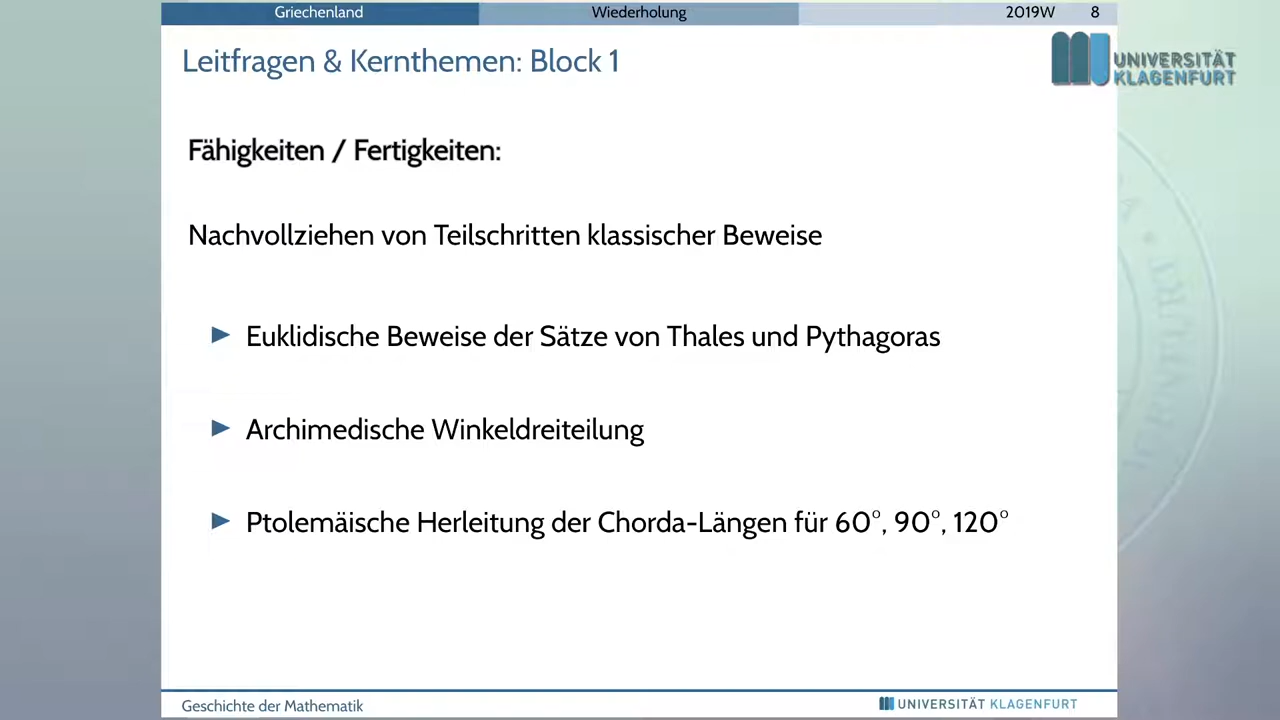 Griechenland Wiederholung 2019W 8
Leitfragen & Kernthemen: Block 1
UNIVERSITÄT
KLAGENFURT
Fähigkeiten / Fertigkeiten:
Nachvollziehen von Teilschritten klassischer Beweise
► Euklidische Beweise der Sätze von Thales und Pythagoras
► Archimedische Winkeldreiteilung
► Ptolemäische Herleitung der Chorda-Längen für 60°, 90°, 120°
Geschichte der Mathematik UNIVERSITÄT KLAGENFURT